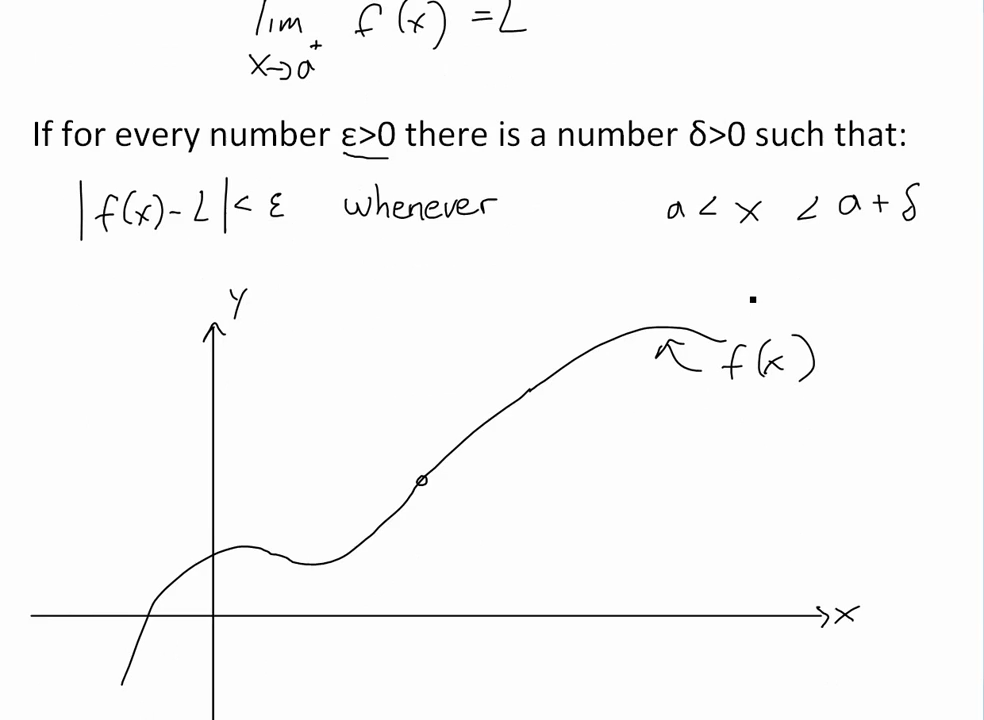 lim f(x) = L
x→a⁺
If for every number ε>0 there is a number δ>0 such that:
|f(x) - L| < ε whenever a < x < a + δ
y
f(x)
x